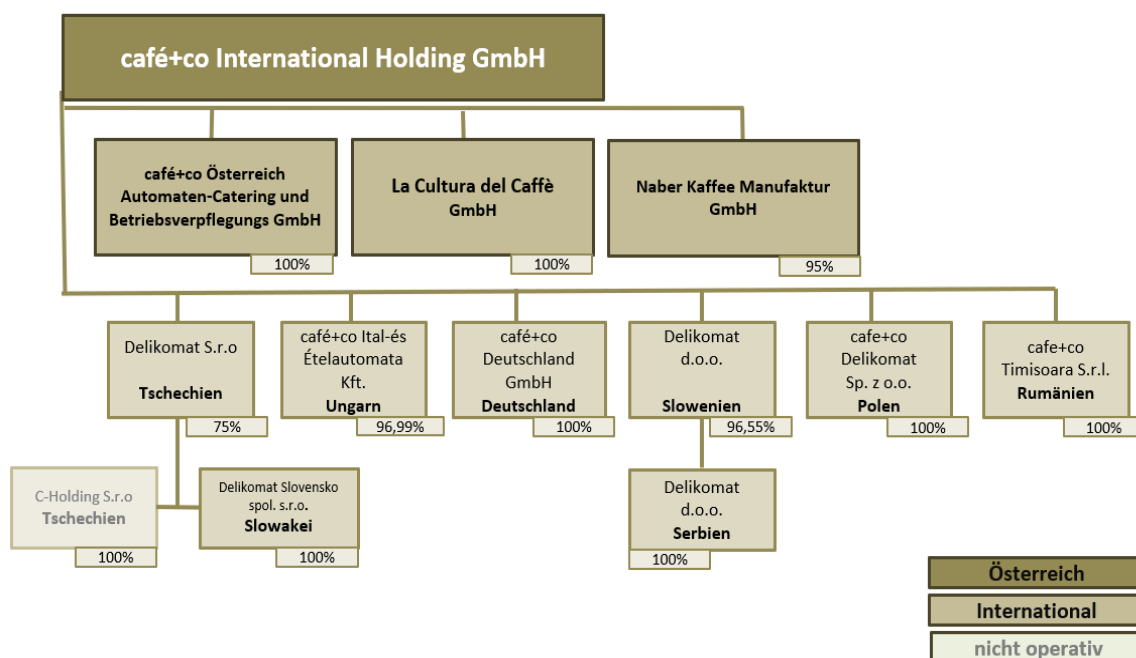 café+co International Holding GmbH
café+co Österreich
Automaten-Catering und
Betriebsverpflegungs GmbH
100%
La Cultura del Caffè
GmbH
100%
Naber Kaffee Manufaktur
GmbH
95%
Delikomat S.r.o
Tschechien
75%
café+co Ital-és
Ételautomata
Kft.
Ungarn
96,99%
café+co
Deutschland
GmbH
Deutschland
100%
Delikomat
d.o.o.
Slowenien
96,55%
cafe+co
Delikomat
Sp. z o.o.
Polen
100%
cafe+co
Timisoara S.r.l.
Rumänien
100%
C-Holding S.r.o
Tschechien
100%
Delikomat Slovensko
spol. s.r.o.
Slowakei
100%
Delikomat
d.o.o.
Serbien
100%
Österreich
International
nicht operativ